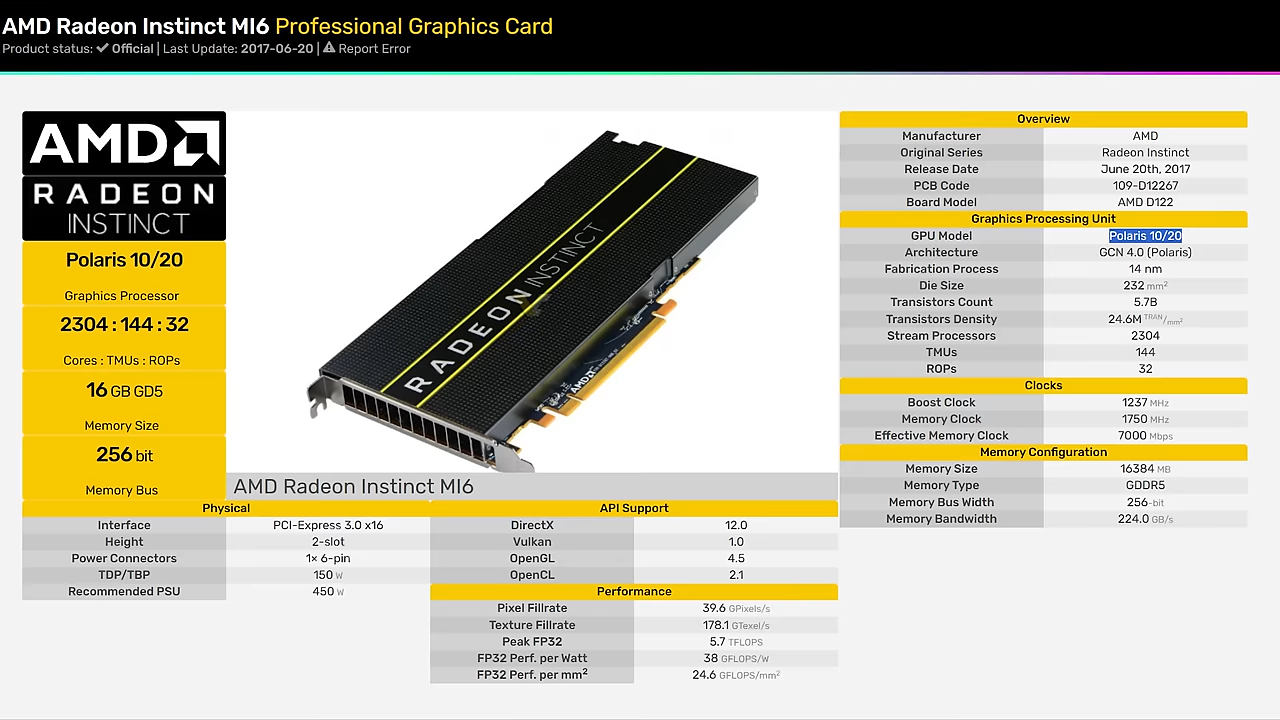 AMD Radeon Instinct MI6 Professional Graphics Card
Product status: ✔ Official | Last Update: 2017-06-20 | Report Error
AMD
RADEON
INSTINCT
Polaris 10/20
Graphics Processor
2304 : 144 : 32
Cores : TMUs : ROPs
16 GB GD5
Memory Size
256 bit
Memory Bus
RADEON INSTINCT
AMD
AMD Radeon Instinct MI6
Physical
Interface PCI-Express 3.0 x16
Height 2-slot
Power Connectors 1× 6-pin
TDP/TBP 150 W
Recommended PSU 450 W
API Support
DirectX 12.0
Vulkan 1.0
OpenGL 4.5
OpenCL 2.1
Performance
Pixel Fillrate 39.6 GPixels/s
Texture Fillrate 178.1 GTexel/s
Peak FP32 5.7 TFLOPS
FP32 Perf. per Watt 38 GFLOPS/W
FP32 Perf. per mm² 24.6 GFLOPS/mm²
Overview
Manufacturer AMD
Original Series Radeon Instinct
Release Date June 20th, 2017
PCB Code 109-D12267
Board Model AMD D122
Graphics Processing Unit
GPU Model Polaris 10/20
Architecture GCN 4.0 (Polaris)
Fabrication Process 14 nm
Die Size 232 mm²
Transistors Count 5.7B
Transistors Density 24.6M TRAN/mm²
Stream Processors 2304
TMUs 144
ROPs 32
Clocks
Boost Clock 1237 MHz
Memory Clock 1750 MHz
Effective Memory Clock 7000 Mbps
Memory Configuration
Memory Size 16384 MB
Memory Type GDDR5
Memory Bus Width 256-bit
Memory Bandwidth 224.0 GB/s